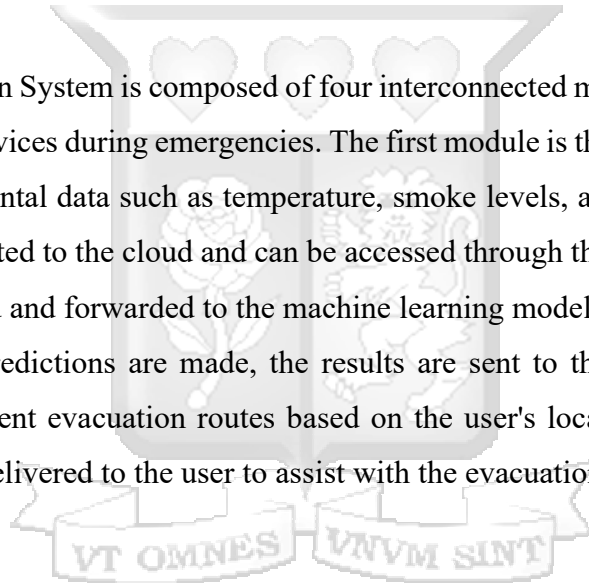 n System is composed of four interconnected m
vices during emergencies. The first module is th
ntal data such as temperature, smoke levels, a
ted to the cloud and can be accessed through th
and forwarded to the machine learning model
redictions are made, the results are sent to th
ent evacuation routes based on the user's loca
elivered to the user to assist with the evacuation
VT OMNES VNVM SINT